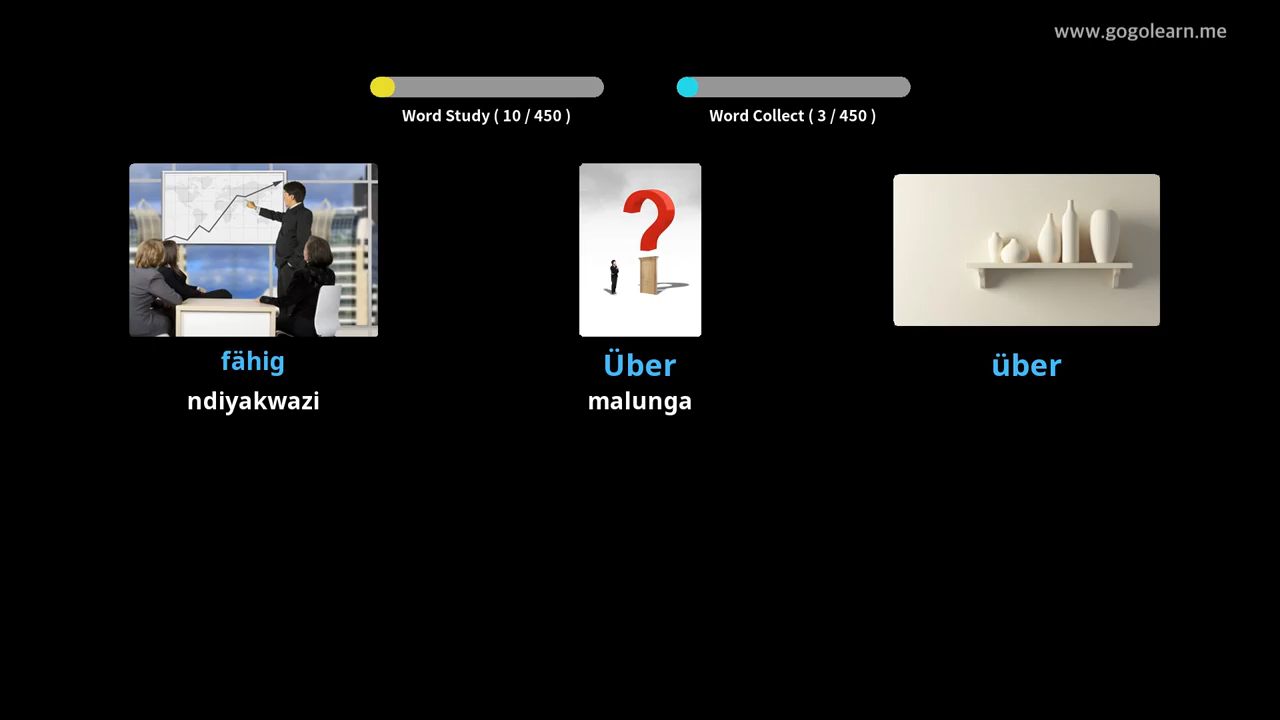 www.gogolearn.me
Word Study ( 10 / 450 )
Word Collect ( 3 / 450 )
fähig
ndiyakwazi
Über
malunga
über